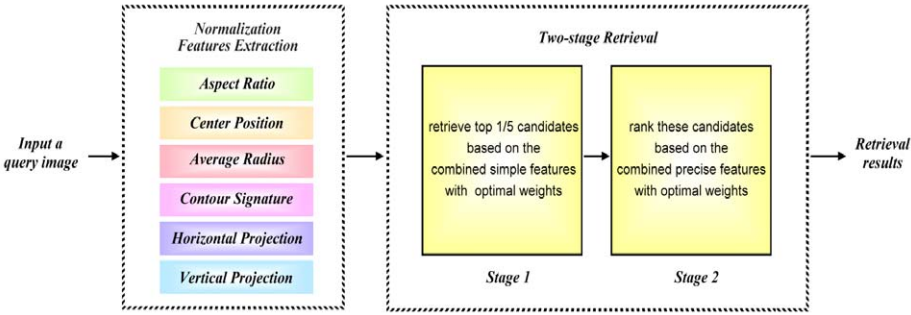 Input a
query image
Normalization
Features Extraction
Aspect Ratio
Center Position
Average Radius
Contour Signature
Horizontal Projection
Vertical Projection
Two-stage Retrieval
retrieve top 1/5 candidates
based on the
combined simple features
with optimal weights
Stage 1
rank these candidates
based on the
combined precise features
with optimal weights
Stage 2
Retrieval
results